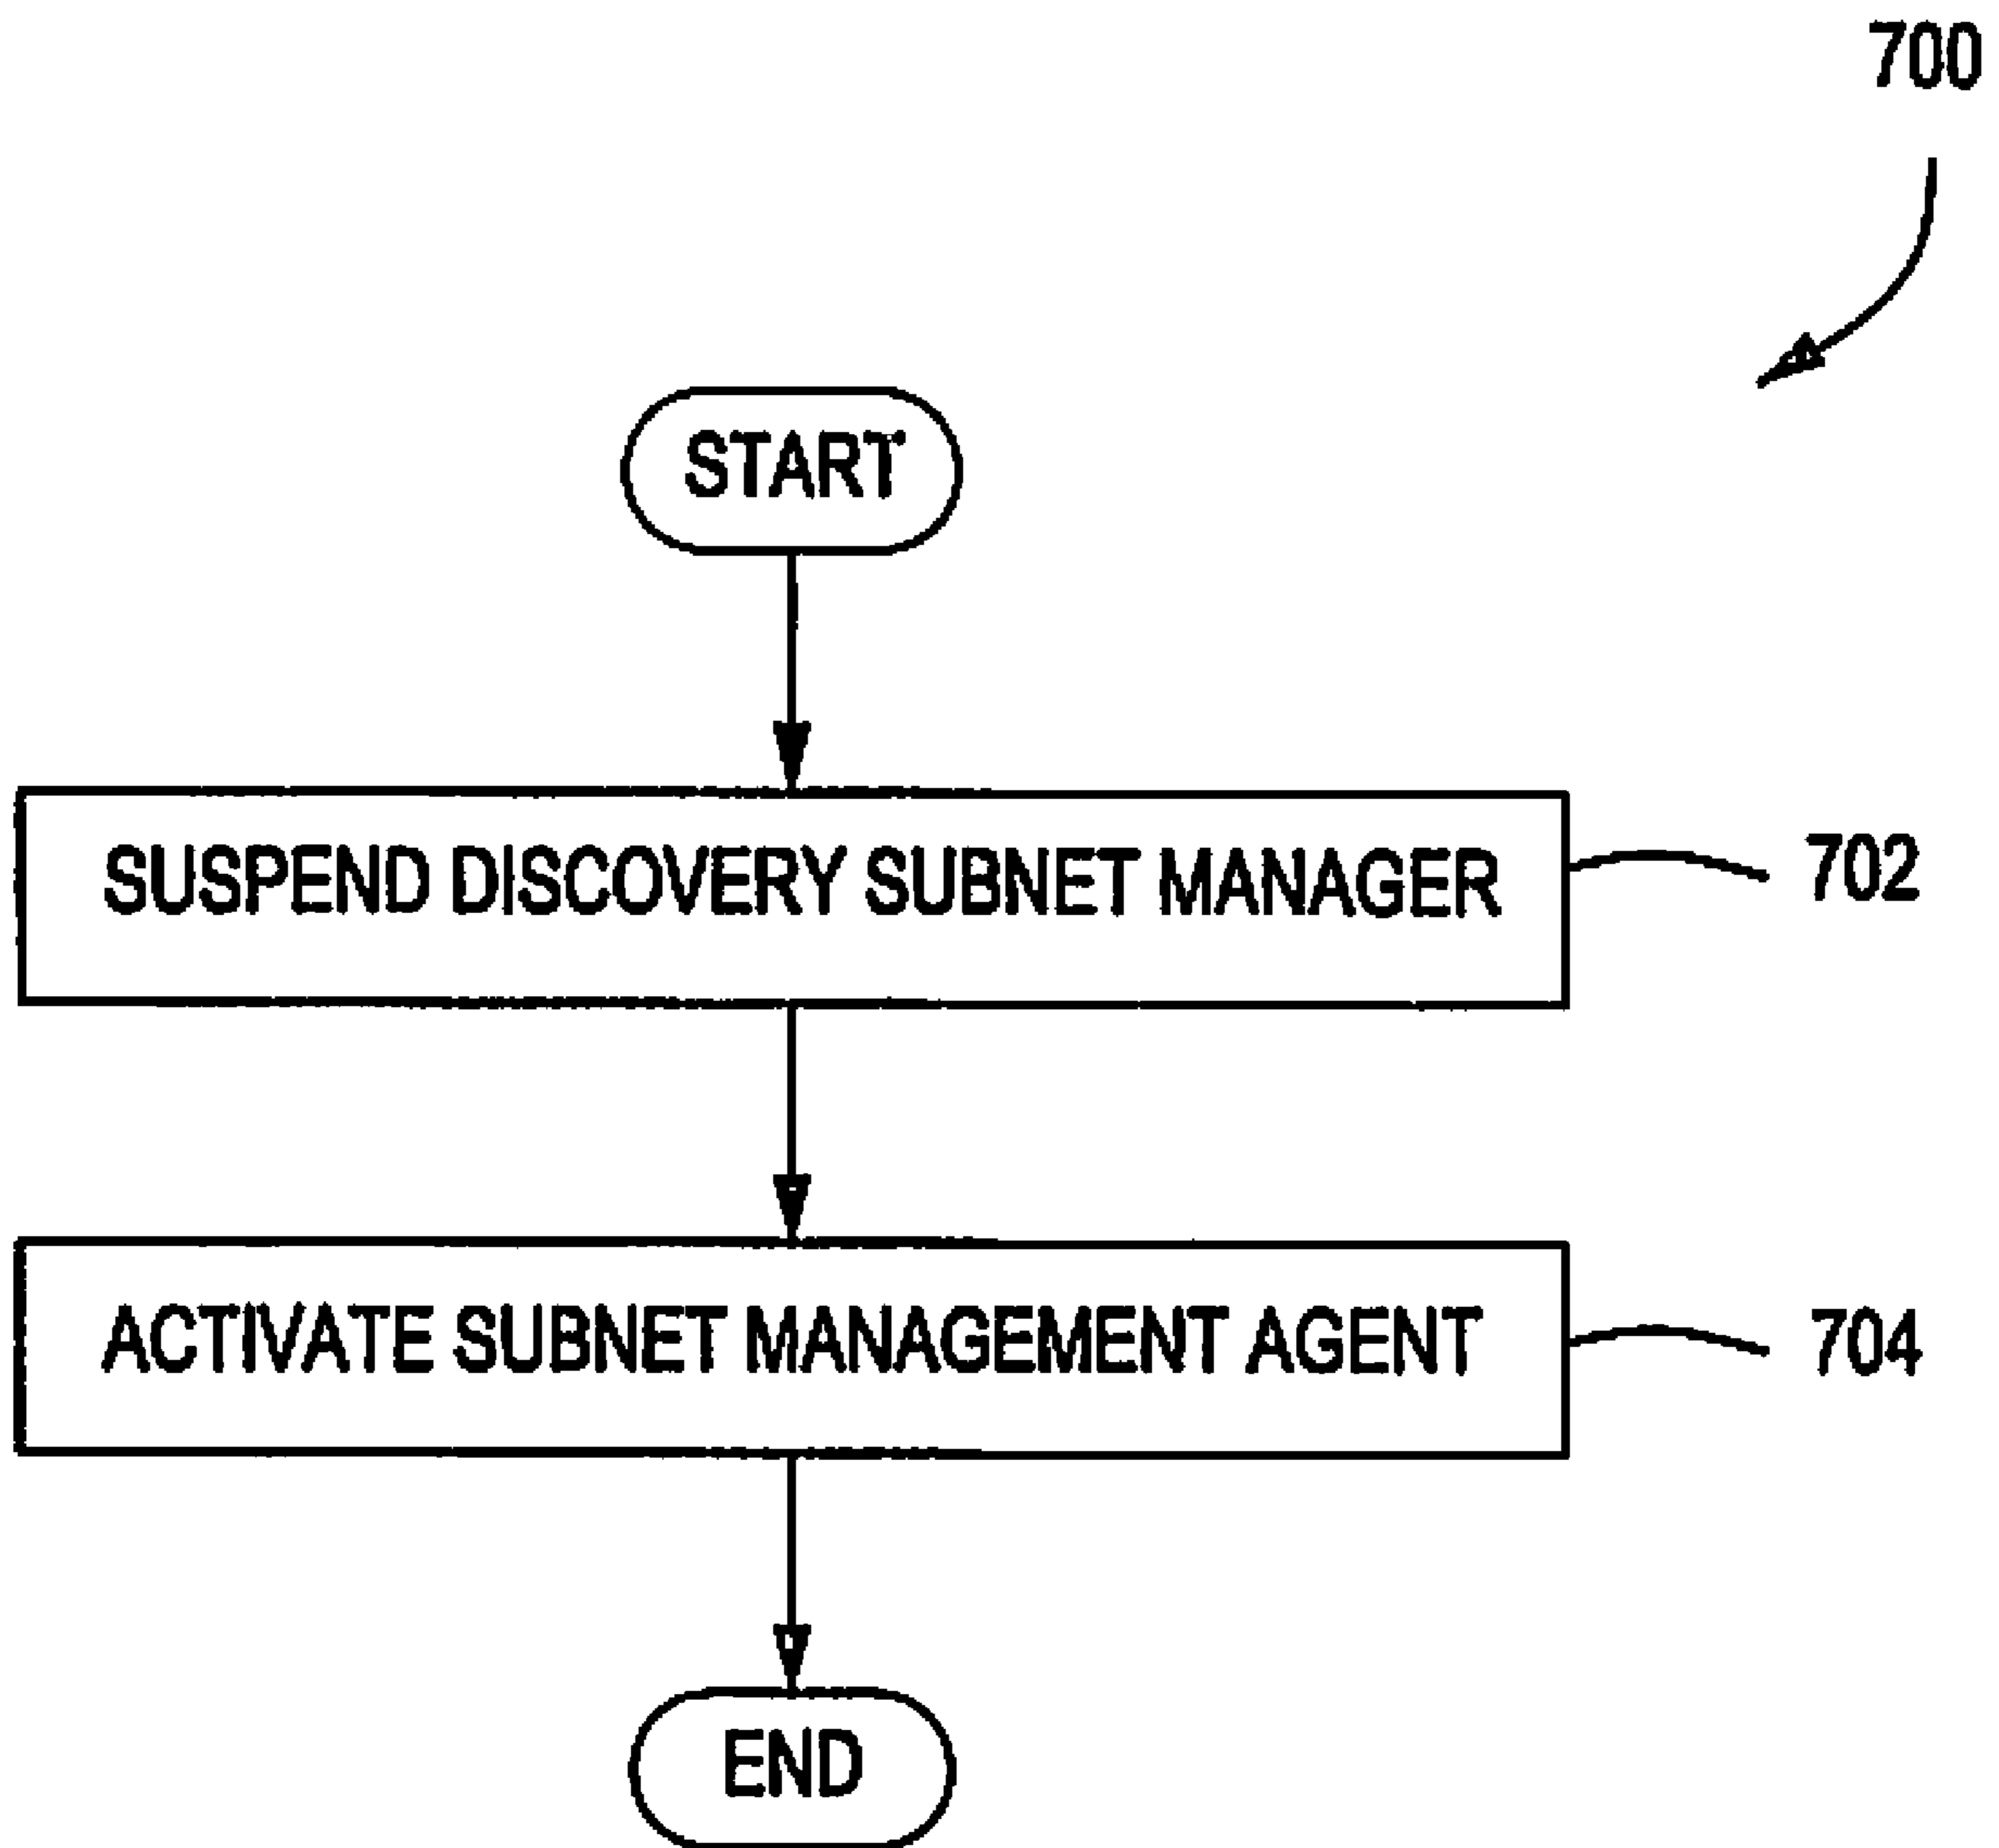 700
START
SUSPEND DISCOVERY SUBNET MANAGER
702
ACTIVATE SUBNET MANAGEMENT AGENT
704
END